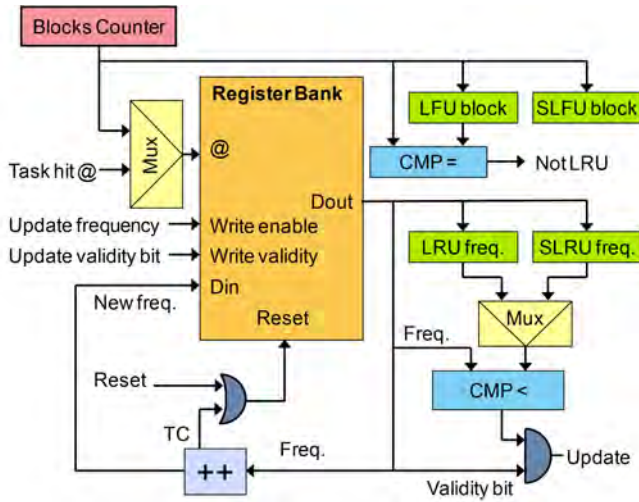 Blocks Counter
Register Bank
LFU block
SLFU block
Mux
@
CMP =
Not LRU
Task hit @
Dout
Update frequency
Write enable
Update validity bit
Write validity
LRU freq.
SLRU freq.
New freq.
Din
Reset
Mux
Freq.
Reset
CMP <
TC
++
Freq.
Update
Validity bit